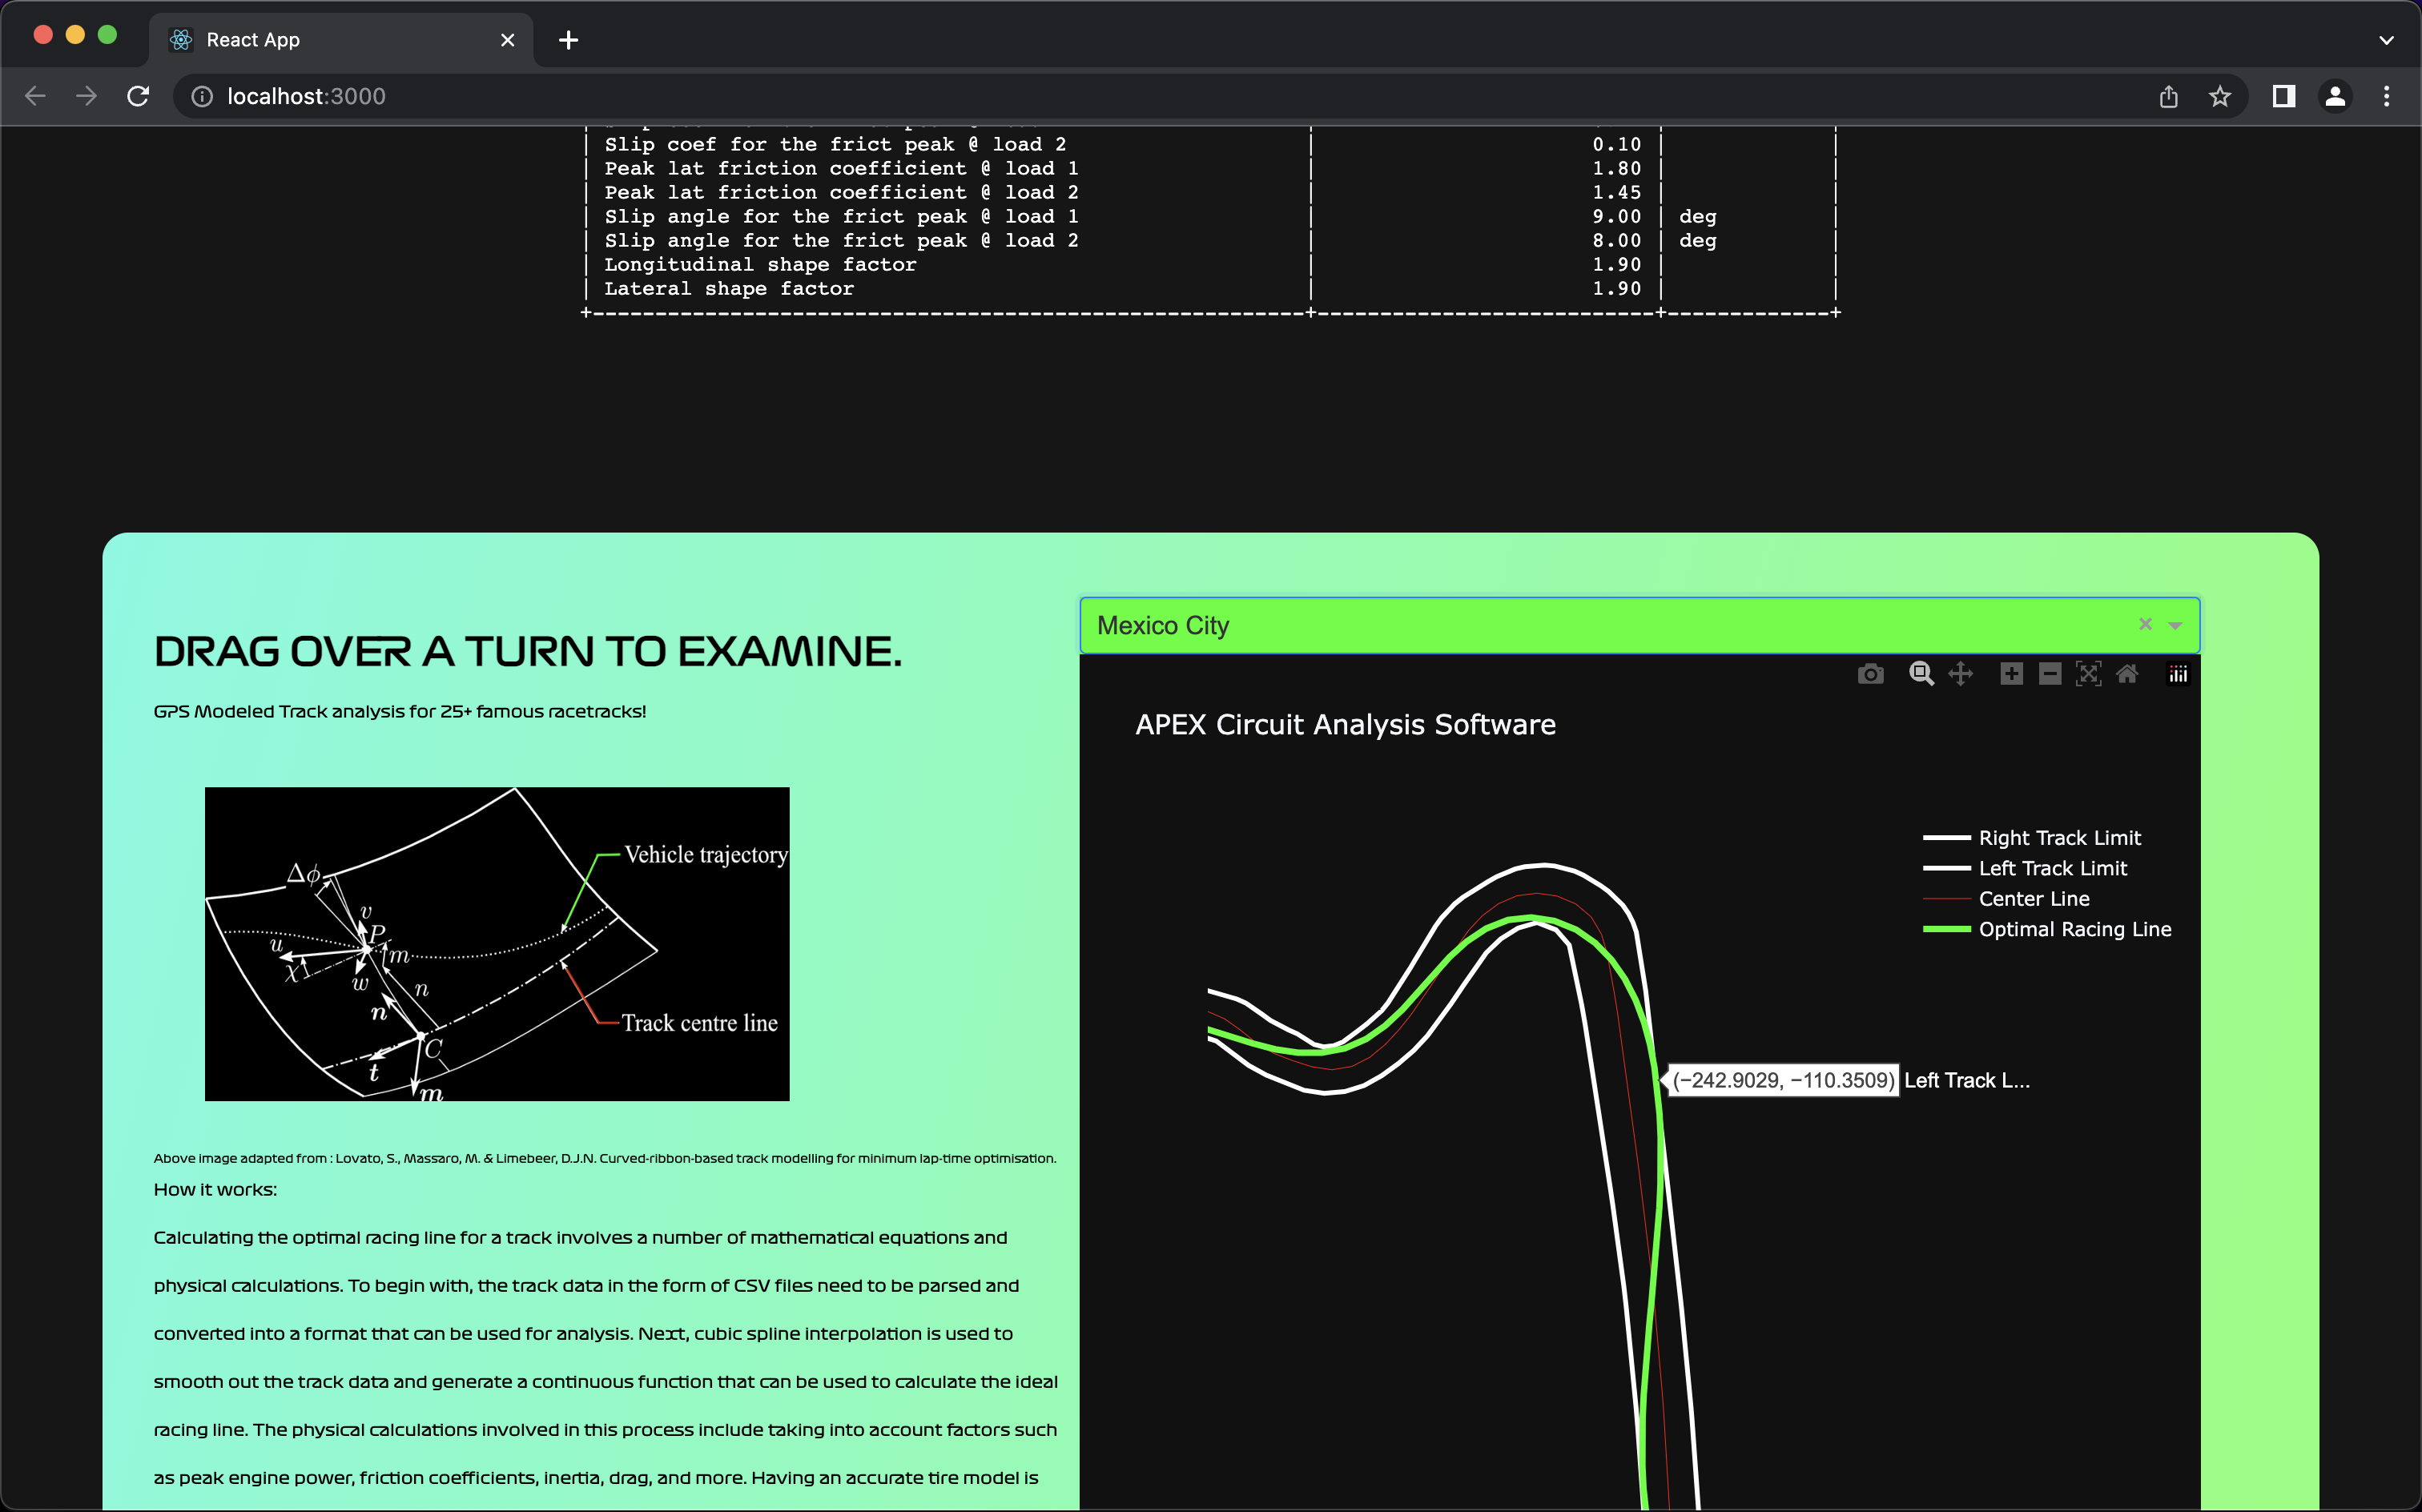 React App
localhost:3000
| Slip coef for the frict peak @ load 2 | 0.10 | |
| Peak lat friction coefficient @ load 1 | 1.80 | |
| Peak lat friction coefficient @ load 2 | 1.45 | |
| Slip angle for the frict peak @ load 1 | 9.00 | deg |
| Slip angle for the frict peak @ load 2 | 8.00 | deg |
| Longitudinal shape factor | 1.90 | |
| Lateral shape factor | 1.90 | |
DRAG OVER A TURN TO EXAMINE.
GPS Modeled Track analysis for 25+ famous racetracks!
Δϕ
v
P
u
m
χ
w
n
n
C
t
m
Vehicle trajectory
Track centre line
Above image adapted from : Lovato, S., Massaro, M. & Limebeer, D.J.N. Curved-ribbon-based track modelling for minimum lap-time optimisation.
How it works:
Calculating the optimal racing line for a track involves a number of mathematical equations and
physical calculations. To begin with, the track data in the form of CSV files need to be parsed and
converted into a format that can be used for analysis. Next, cubic spline interpolation is used to
smooth out the track data and generate a continuous function that can be used to calculate the ideal
racing line. The physical calculations involved in this process include taking into account factors such
as peak engine power, friction coefficients, inertia, drag, and more. Having an accurate tire model is
Mexico City
APEX Circuit Analysis Software
Right Track Limit
Left Track Limit
Center Line
Optimal Racing Line
(−242.9029, −110.3509) Left Track L...